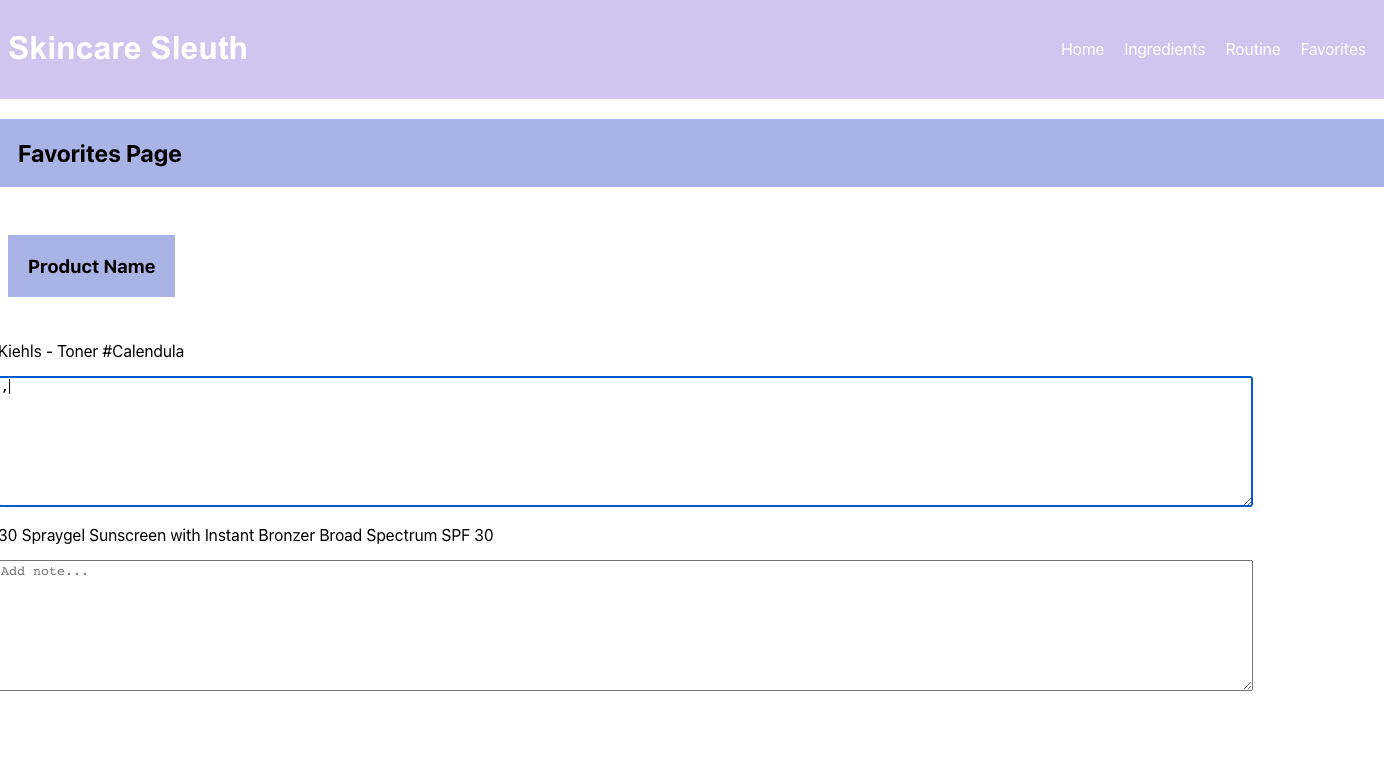 Skincare Sleuth
Home Ingredients Routine Favorites
Favorites Page
Product Name
Kiehls - Toner #Calendula
,
30 Spraygel Sunscreen with Instant Bronzer Broad Spectrum SPF 30
Add note...